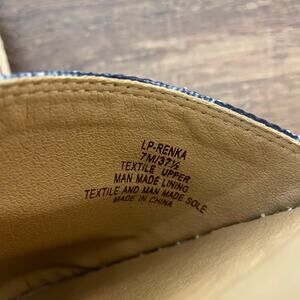 LP-RENKA
7M/37½
TEXTILE UPPER
MAN MADE LINING
TEXTILE AND MAN MADE SOLE
MADE IN CHINA